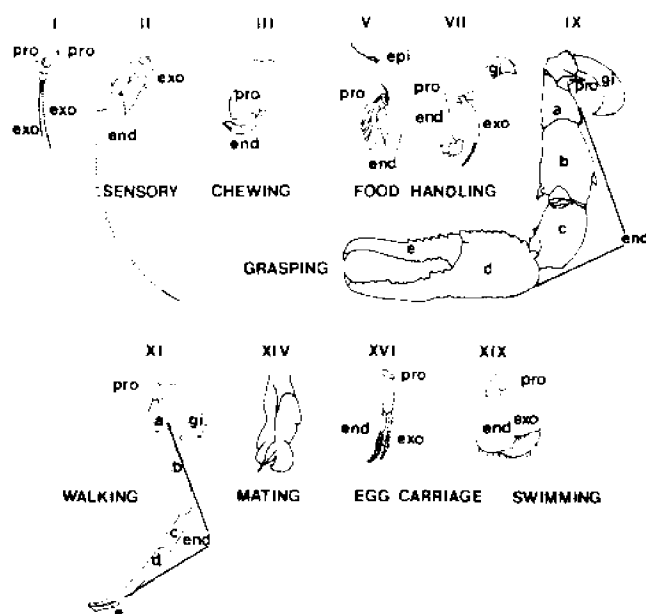 I II III V VII IX
pro pro exo epi gi pro gi
exo pro pro a
exo end end exo b
end end
SENSORY CHEWING FOOD HANDLING
c
end
GRASPING e d
XI XIV XVI XIX
pro pro pro
a gi end exo end exo
b
WALKING MATING EGG CARRIAGE SWIMMING
c end
d
e